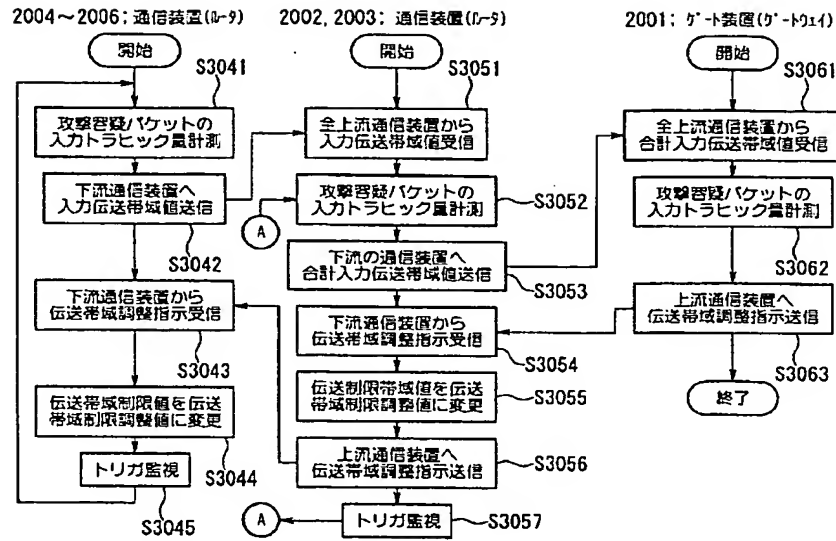 2004～2006: 通信装置(ルータ)
開始
S3041
攻撃容疑パケットの
入力トラヒック量計測
下流通信装置へ
入力伝送帯域値送信
S3042
下流通信装置から
伝送帯域調整指示受信
S3043
伝送帯域制限値を伝送
帯域制限調整値に変更
S3044
トリガ監視
S3045
2002, 2003: 通信装置(ルータ)
開始
S3051
全上流通信装置から
入力伝送帯域値受信
攻撃容疑パケットの
入力トラヒック量計測
S3052
A
下流の通信装置へ
合計入力伝送帯域値送信
S3053
下流通信装置から
伝送帯域調整指示受信
S3054
伝送制限帯域値を伝送
帯域制限調整値に変更
S3055
上流通信装置へ
伝送帯域調整指示送信
S3056
A
トリガ監視
S3057
2001: ゲート装置(ゲートウェイ)
開始
S3061
全上流通信装置から
合計入力伝送帯域値受信
攻撃容疑パケットの
入力トラヒック量計測
S3062
上流通信装置へ
伝送帯域調整指示送信
S3063
終了